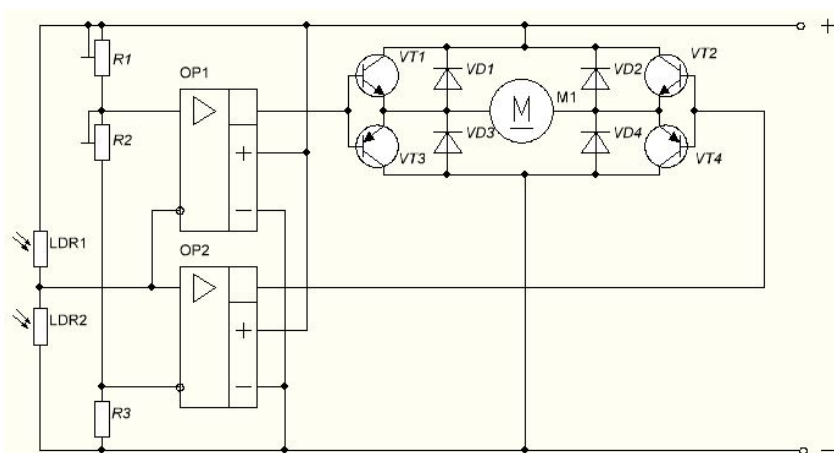 +
R1
OP1
VT1
VD1
VD2
VT2
M
M1
R2
+
VD3
VD4
VT3
VT4
−
LDR1
OP2
LDR2
+
−
R3
−